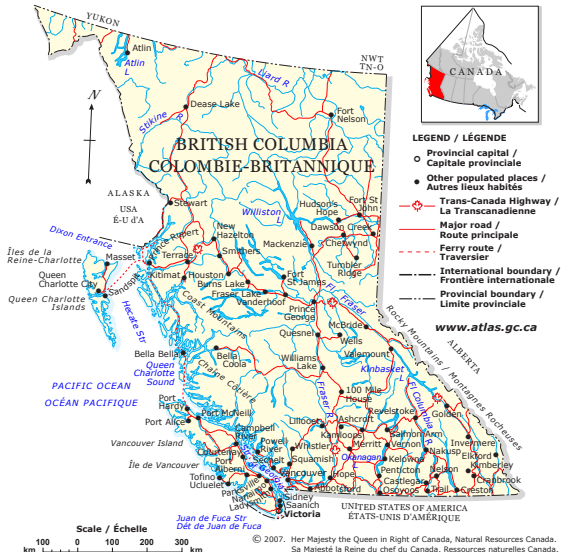 YUKON
NWT
TN-O
Atlin
Atlin
L
Liard R
Dease Lake
Fort
Nelson
Stikine R
N
BRITISH COLUMBIA
COLOMBIE-BRITANNIQUE
ALASKA
USA
É-U d'A
Stewart
Williston
L
Hudson's
Hope
Fort St
John
Dawson Creek
Chetwynd
Tumbler
Ridge
Mackenzie
New
Hazelton
Smithers
Dixon Entrance
Prince Rupert
Terrace
Îles de la
Reine-Charlotte
Masset
Queen
Charlotte City
Sandspit
Queen Charlotte
Islands
Kitimat
Houston
Burns Lake
Fraser Lake
Vanderhoof
Fort
St James
Prince
George
Fl Fraser
Hecate Str
Coast Mountains
Chaîne Côtière
Quesnel
Wells
McBride
Valemount
Rocky Mountains / Montagnes Rocheuses
ALBERTA
Bella Bella
Bella
Coola
Queen
Charlotte
Sound
Williams
Lake
Kinbasket
L
PACIFIC OCEAN
OCÉAN PACIFIQUE
Fraser R
100 Mile
House
Fl Columbia R
Port
Hardy
Port McNeill
Port Alice
Campbell
River
Powell
River
Lillooet
Ashcroft
Kamloops
Revelstoke
Golden
Salmon Arm
Vancouver Island
Île de Vancouver
Courtenay
Port
Alberni
Sechelt
Whistler
Squamish
Merritt
Vernon
Okanagan
L
Kelowna
Nakusp
Invermere
Elkford
Kimberley
Cranbrook
Tofino
Ucluelet
Parksville
Nanaimo
Ladysmith
Vancouver
Hope
Abbotsford
Penticton
Castlegar
Osoyoos
Nelson
Trail
Creston
Str of Georgia
Sidney
Saanich
Victoria
Juan de Fuca Str
Dét de Juan de Fuca
UNITED STATES OF AMERICA
ÉTATS-UNIS D'AMÉRIQUE
CANADA
LEGEND / LÉGENDE
Provincial capital /
Capitale provinciale
Other populated places /
Autres lieux habités
Trans-Canada Highway /
La Transcanadienne
Major road /
Route principale
Ferry route /
Traversier
International boundary /
Frontière internationale
Provincial boundary /
Limite provinciale
www.atlas.gc.ca
Scale / Échelle
100 0 100 200 300
km km
© 2007. Her Majesty the Queen in Right of Canada, Natural Resources Canada.
Sa Majesté la Reine du chef du Canada, Ressources naturelles Canada.